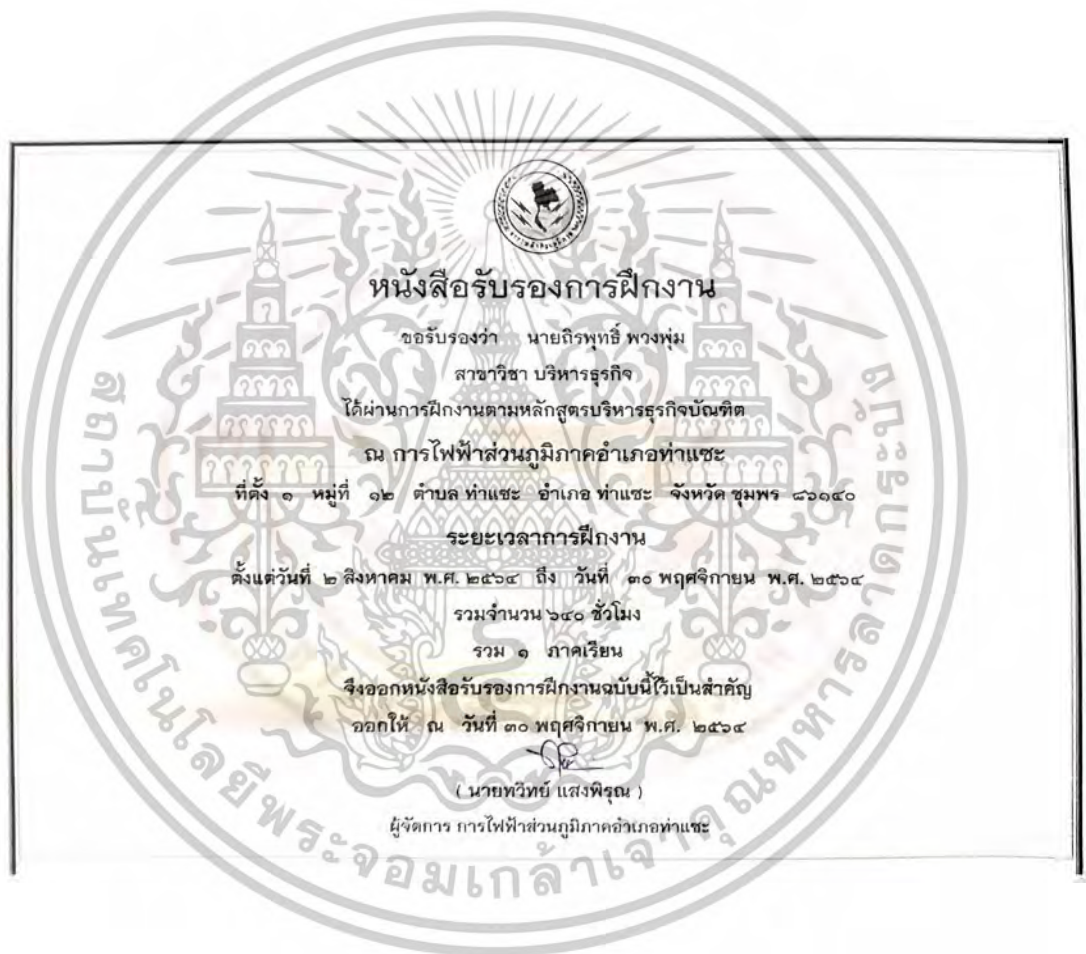 หนังสือรับรองการฝึกงาน
ขอรับรองว่า นายถิรพุทธิ์ พวงพุ่ม
สาขาวิชา บริหารธุรกิจ
ได้ผ่านการฝึกงานตามหลักสูตรบริหารธุรกิจบัณฑิต
ณ การไฟฟ้าส่วนภูมิภาคอำเภอท่าแซะ
ที่ตั้ง ๑ หมู่ที่ ๑๒ ตำบล ท่าแซะ อำเภอ ท่าแซะ จังหวัด ชุมพร ๘๖๑๔๐
ระยะเวลาการฝึกงาน
ตั้งแต่วันที่ ๒ สิงหาคม พ.ศ. ๒๕๖๔ ถึง วันที่ ๓๐ พฤศจิกายน พ.ศ. ๒๕๖๔
รวมจำนวน ๖๔๐ ชั่วโมง
รวม ๑ ภาคเรียน
จึงออกหนังสือรับรองการฝึกงานฉบับนี้ไว้เป็นสำคัญ
ออกให้ ณ วันที่ ๓๐ พฤศจิกายน พ.ศ. ๒๕๖๔
( นายทวิทย์ แสงพิรุณ )
ผู้จัดการ การไฟฟ้าส่วนภูมิภาคอำเภอท่าแซะ
สถาบันเทคโนโลยีพระจอมเกล้าเจ้าคุณทหารลาดกระบัง